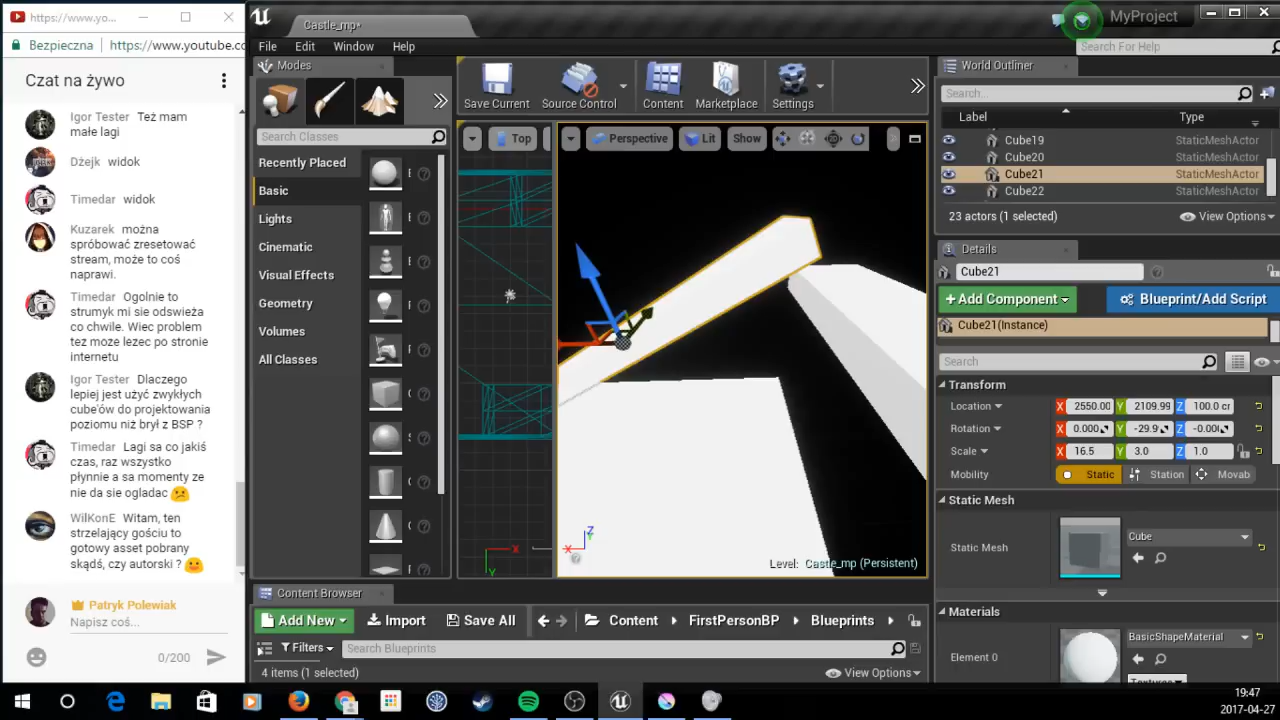 https://www.yo...
Bezpieczna
https://www.youtube.co
Czat na żywo
Igor Tester Też mam
małe lagi
Dżejk widok
Timedar widok
Kuzarek można
spróbować zresetować
stream, może to coś
naprawi.
Timedar Ogolnie to
strumyk mi sie odswieża
co chwile. Wiec problem
tez moze lezec po stronie
internetu
Igor Tester Dlaczego
lepiej jest użyć zwykłych
cube'ów do projektowania
poziomu niż brył z BSP ?
Timedar Lagi sa co jakiś
czas, raz wszystko
płynnie a sa momenty ze
nie da sie ogladac
WilKonE Witam, ten
strzelający gościu to
gotowy asset pobrany
skądś, czy autorski ?
Patryk Polewiak
Napisz coś...
0/200
Castle_mp*
MyProject
File Edit Window Help
Search For Help
Modes
Search Classes
Recently Placed
Basic
Lights
Cinematic
Visual Effects
Geometry
Volumes
All Classes
Save Current
Source Control
Content
Marketplace
Settings
Top
Perspective
Lit
Show
X
Y
Z
X
Level: Castle_mp (Persistent)
World Outliner
Search...
Label Type
Cube19 StaticMeshActor
Cube20 StaticMeshActor
Cube21 StaticMeshActor
Cube22 StaticMeshActor
23 actors (1 selected)
View Options
Details
Cube21
+Add Component
Blueprint/Add Script
Cube21(Instance)
Search
Transform
Location X 2550.00 Y 2109.99 Z 100.0 cr
Rotation X 0.000 Y -29.9 Z -0.00
Scale X 16.5 Y 3.0 Z 1.0
Mobility Static Station Movab
Static Mesh
Static Mesh
Cube
Materials
Element 0
BasicShapeMaterial
Textures
Content Browser
Add New
Import
Save All
Content
FirstPersonBP
Blueprints
Filters
Search Blueprints
4 items (1 selected)
View Options
19:47
2017-04-27